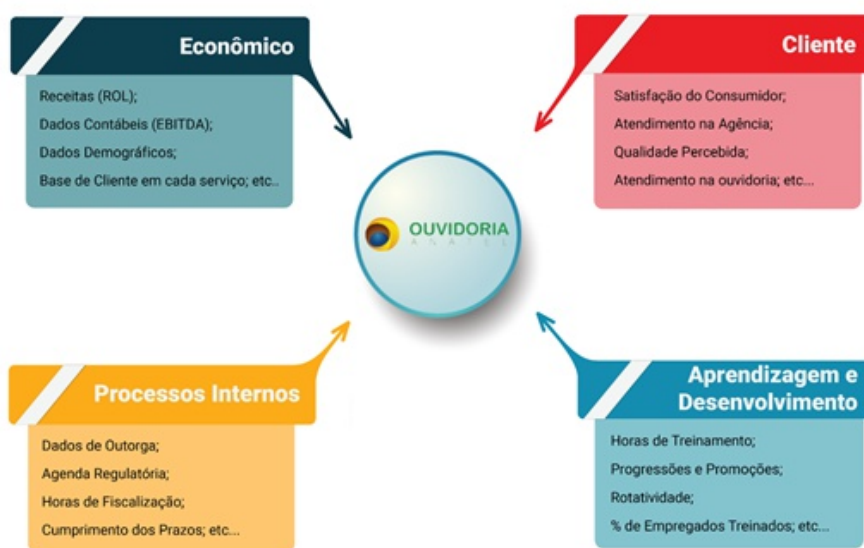 Econômico
Receitas (ROL);
Dados Contábeis (EBITDA);
Dados Demográficos;
Base de Cliente em cada serviço; etc..
Cliente
Satisfação do Consumidor;
Atendimento na Agência;
Qualidade Percebida;
Atendimento na ouvidoria; etc...
OUVIDORIA
ANATEL
Processos Internos
Dados de Outorga;
Agenda Regulatória;
Horas de Fiscalização;
Cumprimento dos Prazos; etc...
Aprendizagem e
Desenvolvimento
Horas de Treinamento;
Progressões e Promoções;
Rotatividade;
% de Empregados Treinados; etc...